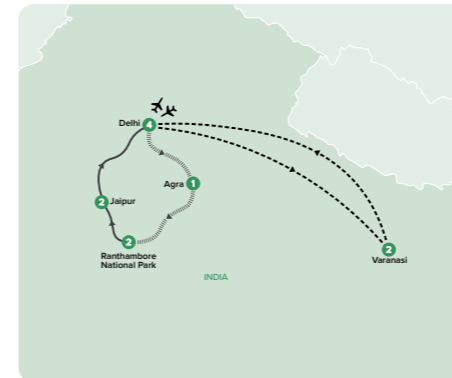 Delhi
4
Agra
1
2
Jaipur
2
Ranthambore
National Park
2
Varanasi
INDIA